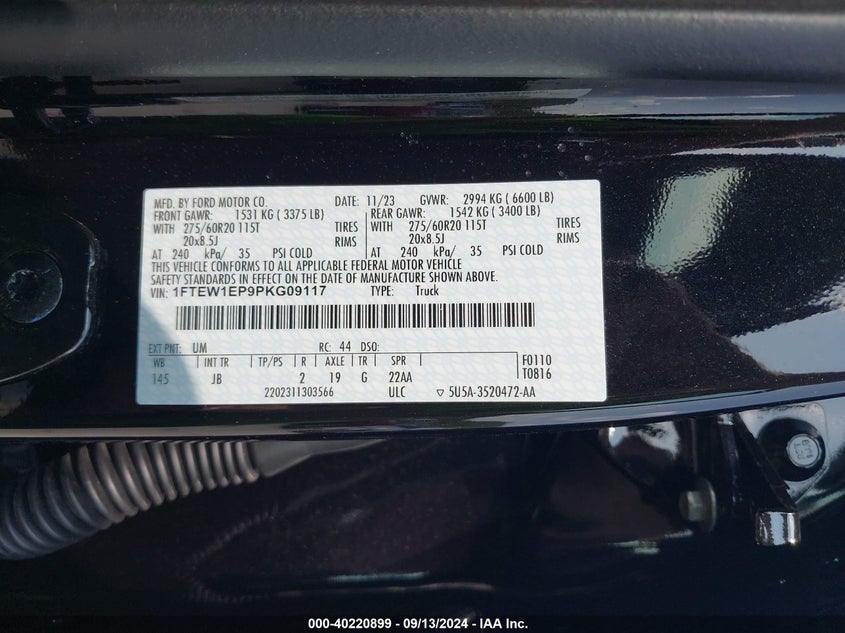 MFD. BY FORD MOTOR CO. DATE: 11/23 GVWR: 2994 KG ( 6600 LB)
FRONT GAWR: 1531 KG ( 3375 LB) REAR GAWR: 1542 KG ( 3400 LB)
WITH 275/60R20 115T TIRES WITH 275/60R20 115T TIRES
20x8.5J RIMS 20x8.5J RIMS
AT 240 kPa/ 35 PSI COLD AT 240 kPa/ 35 PSI COLD
THIS VEHICLE CONFORMS TO ALL APPLICABLE FEDERAL MOTOR VEHICLE
SAFETY STANDARDS IN EFFECT ON THE DATE OF MANUFACTURE SHOWN ABOVE.
VIN: 1FTEW1EP9PKG09117 TYPE: Truck
EXT PNT: UM RC: 44 DSO: F0110
WB INT TR TP/PS R AXLE TR SPR T0816
145 JB 2 19 G 22AA
2202311303566 ULC ▽ 5U5A-3520472-AA
000-40220899 - 09/13/2024 - IAA Inc.